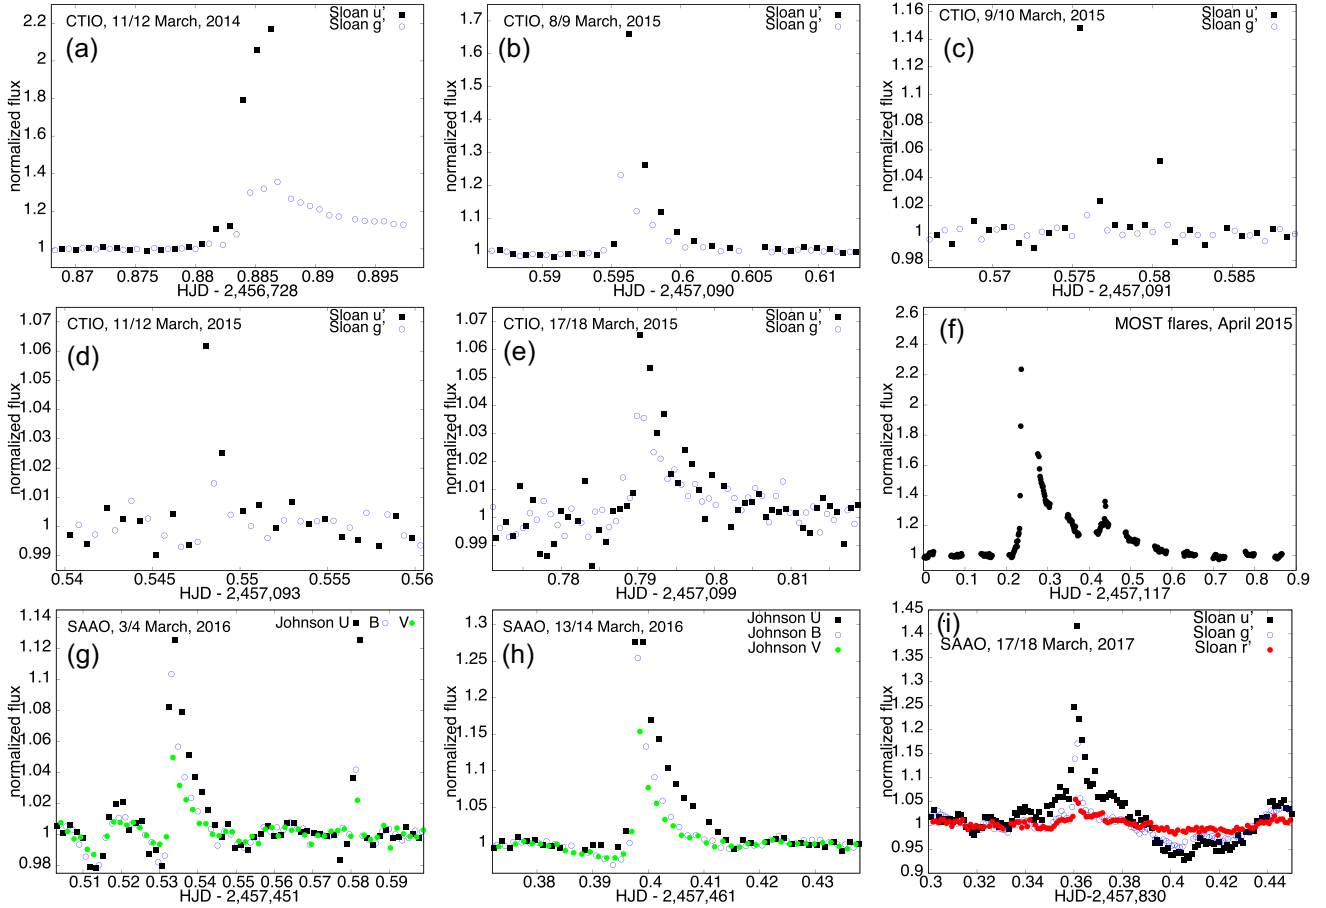 CTIO, 11/12 March, 2014
Sloan u'
Sloan g'
(a)
normalized flux
2.2
2
1.8
1.6
1.4
1.2
1
0.87 0.875 0.88 0.885 0.89 0.895
HJD - 2,456,728
CTIO, 8/9 March, 2015
Sloan u'
Sloan g'
(b)
normalized flux
1.7
1.6
1.5
1.4
1.3
1.2
1.1
1
0.59 0.595 0.6 0.605 0.61
HJD - 2,457,090
CTIO, 9/10 March, 2015
Sloan u'
Sloan g'
(c)
normalized flux
1.16
1.14
1.12
1.1
1.08
1.06
1.04
1.02
1
0.98
0.57 0.575 0.58 0.585
HJD - 2,457,091
CTIO, 11/12 March, 2015
Sloan u'
Sloan g'
(d)
normalized flux
1.07
1.06
1.05
1.04
1.03
1.02
1.01
1
0.99
0.54 0.545 0.55 0.555 0.56
HJD - 2,457,093
CTIO, 17/18 March, 2015
Sloan u'
Sloan g'
(e)
normalized flux
1.07
1.06
1.05
1.04
1.03
1.02
1.01
1
0.99
0.78 0.79 0.8 0.81
HJD - 2,457,099
MOST flares, April 2015
(f)
normalized flux
2.6
2.2
1.8
1.4
1.2
1
0 0.1 0.2 0.3 0.4 0.5 0.6 0.7 0.8 0.9
HJD - 2,457,117
SAAO, 3/4 March, 2016
Johnson U B V
(g)
normalized flux
1.14
1.12
1.1
1.08
1.06
1.04
1.02
1
0.98
0.51 0.52 0.53 0.54 0.55 0.56 0.57 0.58 0.59
HJD - 2,457,451
SAAO, 13/14 March, 2016
Johnson U
Johnson B
Johnson V
(h)
normalized flux
1.3
1.25
1.2
1.15
1.1
1.05
1
0.38 0.39 0.4 0.41 0.42 0.43
HJD - 2,457,461
(i)
SAAO, 17/18 March, 2017
Sloan u'
Sloan g'
Sloan r'
normalized flux
1.45
1.4
1.35
1.3
1.25
1.2
1.15
1.1
1.05
1
0.95
0.9
0.3 0.32 0.34 0.36 0.38 0.4 0.42 0.44
HJD-2,457,830